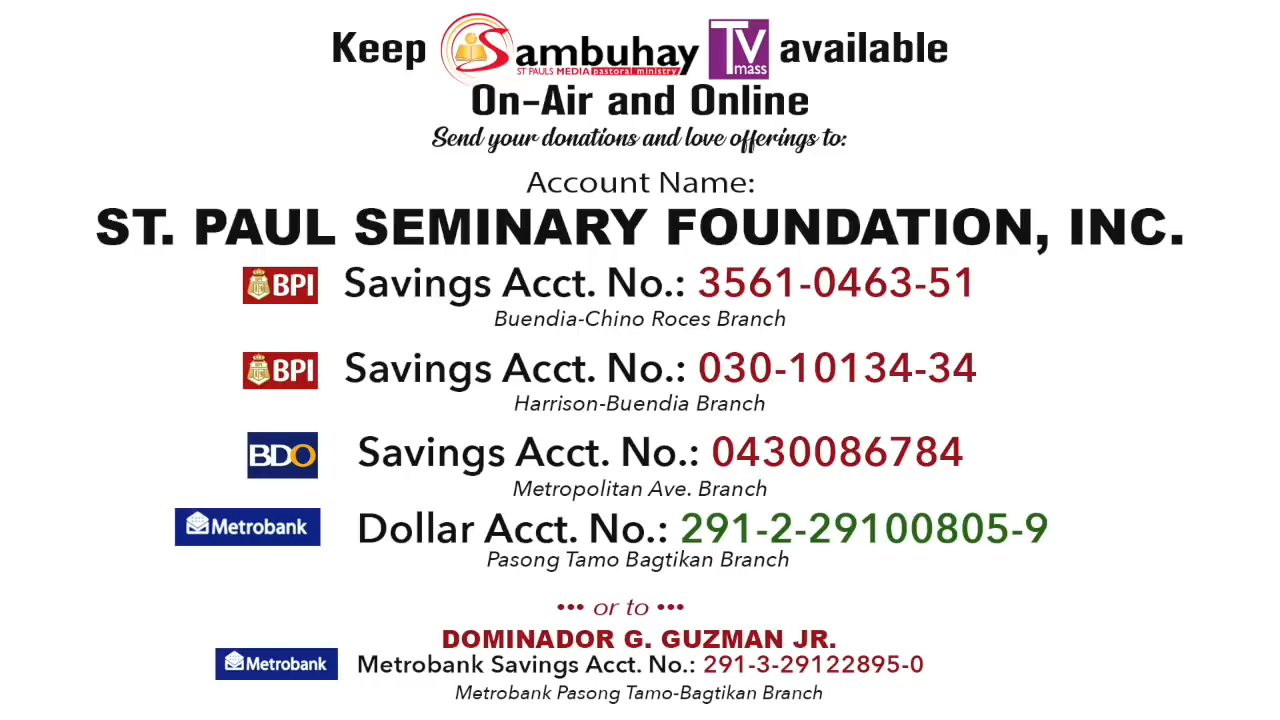 Keep Sambuhay TV mass available
ST PAULS MEDIA pastoral ministry
On-Air and Online
Send your donations and love offerings to:
Account Name:
ST. PAUL SEMINARY FOUNDATION, INC.
BPI Savings Acct. No.: 3561-0463-51
Buendia-Chino Roces Branch
BPI Savings Acct. No.: 030-10134-34
Harrison-Buendia Branch
BDO Savings Acct. No.: 0430086784
Metropolitan Ave. Branch
Metrobank Dollar Acct. No.: 291-2-29100805-9
Pasong Tamo Bagtikan Branch
••• or to •••
DOMINADOR G. GUZMAN JR.
Metrobank Metrobank Savings Acct. No.: 291-3-29122895-0
Metrobank Pasong Tamo-Bagtikan Branch